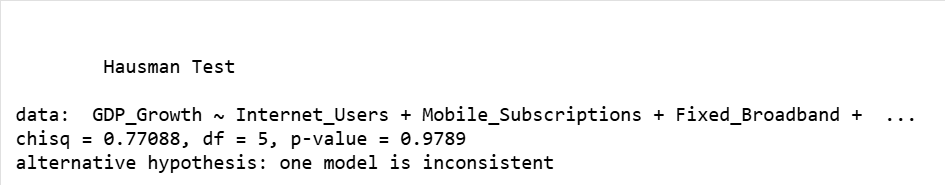 Hausman Test
data:  GDP_Growth ~ Internet_Users + Mobile_Subscriptions + Fixed_Broadband +  ...
chisq = 0.77088, df = 5, p-value = 0.9789
alternative hypothesis: one model is inconsistent